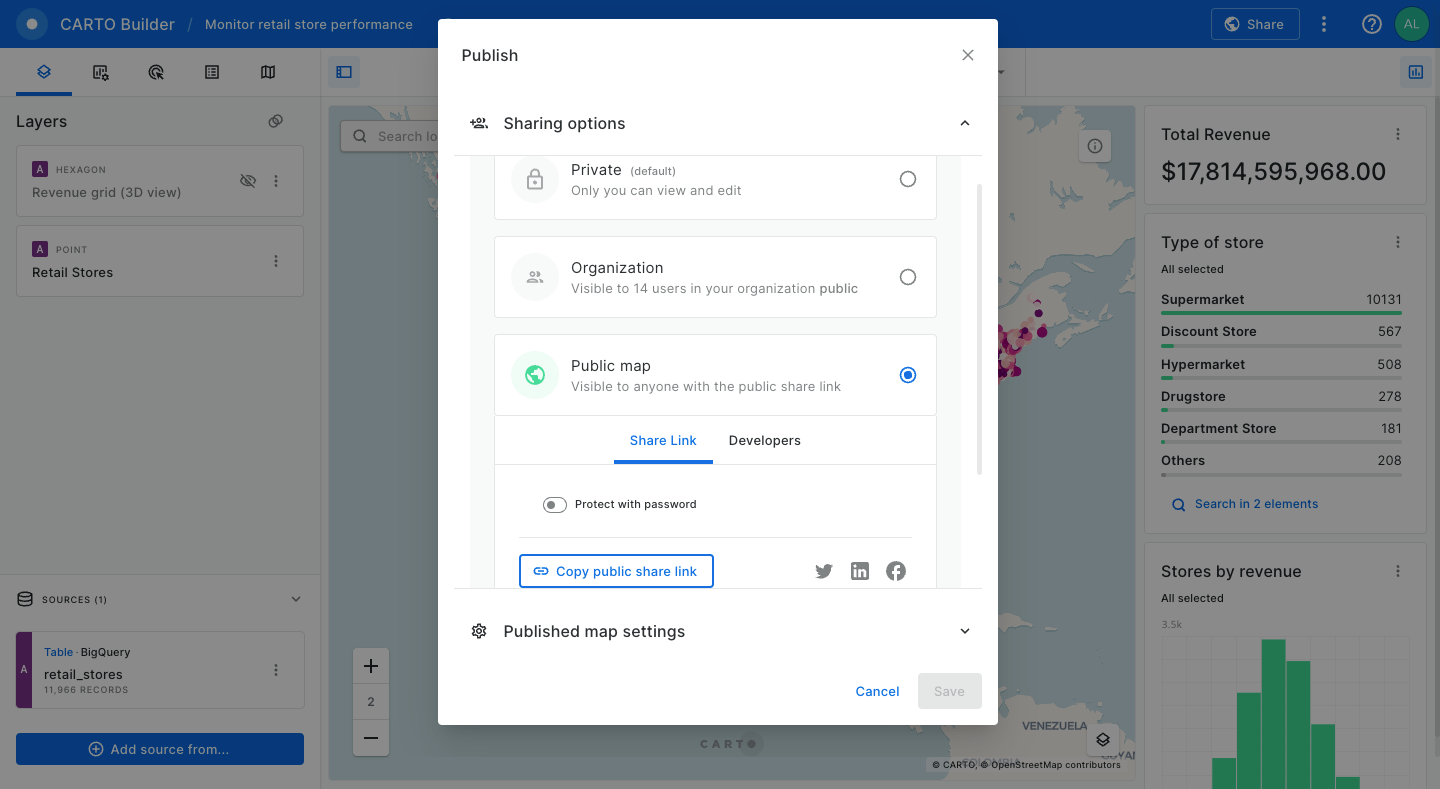 CARTO Builder / Monitor retail store performance
Share
AL
Publish
Layers
A HEXAGON
Revenue grid (3D view)
A POINT
Retail Stores
SOURCES (1)
A
Table · BigQuery
retail_stores
11,966 RECORDS
Add source from...
Search lo
2
Sharing options
Private (default)
Only you can view and edit
Organization
Visible to 14 users in your organization public
Public map
Visible to anyone with the public share link
Share Link
Developers
Protect with password
Copy public share link
Published map settings
Cancel
Save
VENEZUELA
COLOMBIA
CARTO
© CARTO, © OpenStreetMap contributors
Total Revenue
$17,814,595,968.00
Type of store
All selected
Supermarket 10131
Discount Store 567
Hypermarket 508
Drugstore 278
Department Store 181
Others 208
Search in 2 elements
Stores by revenue
All selected
3.5k